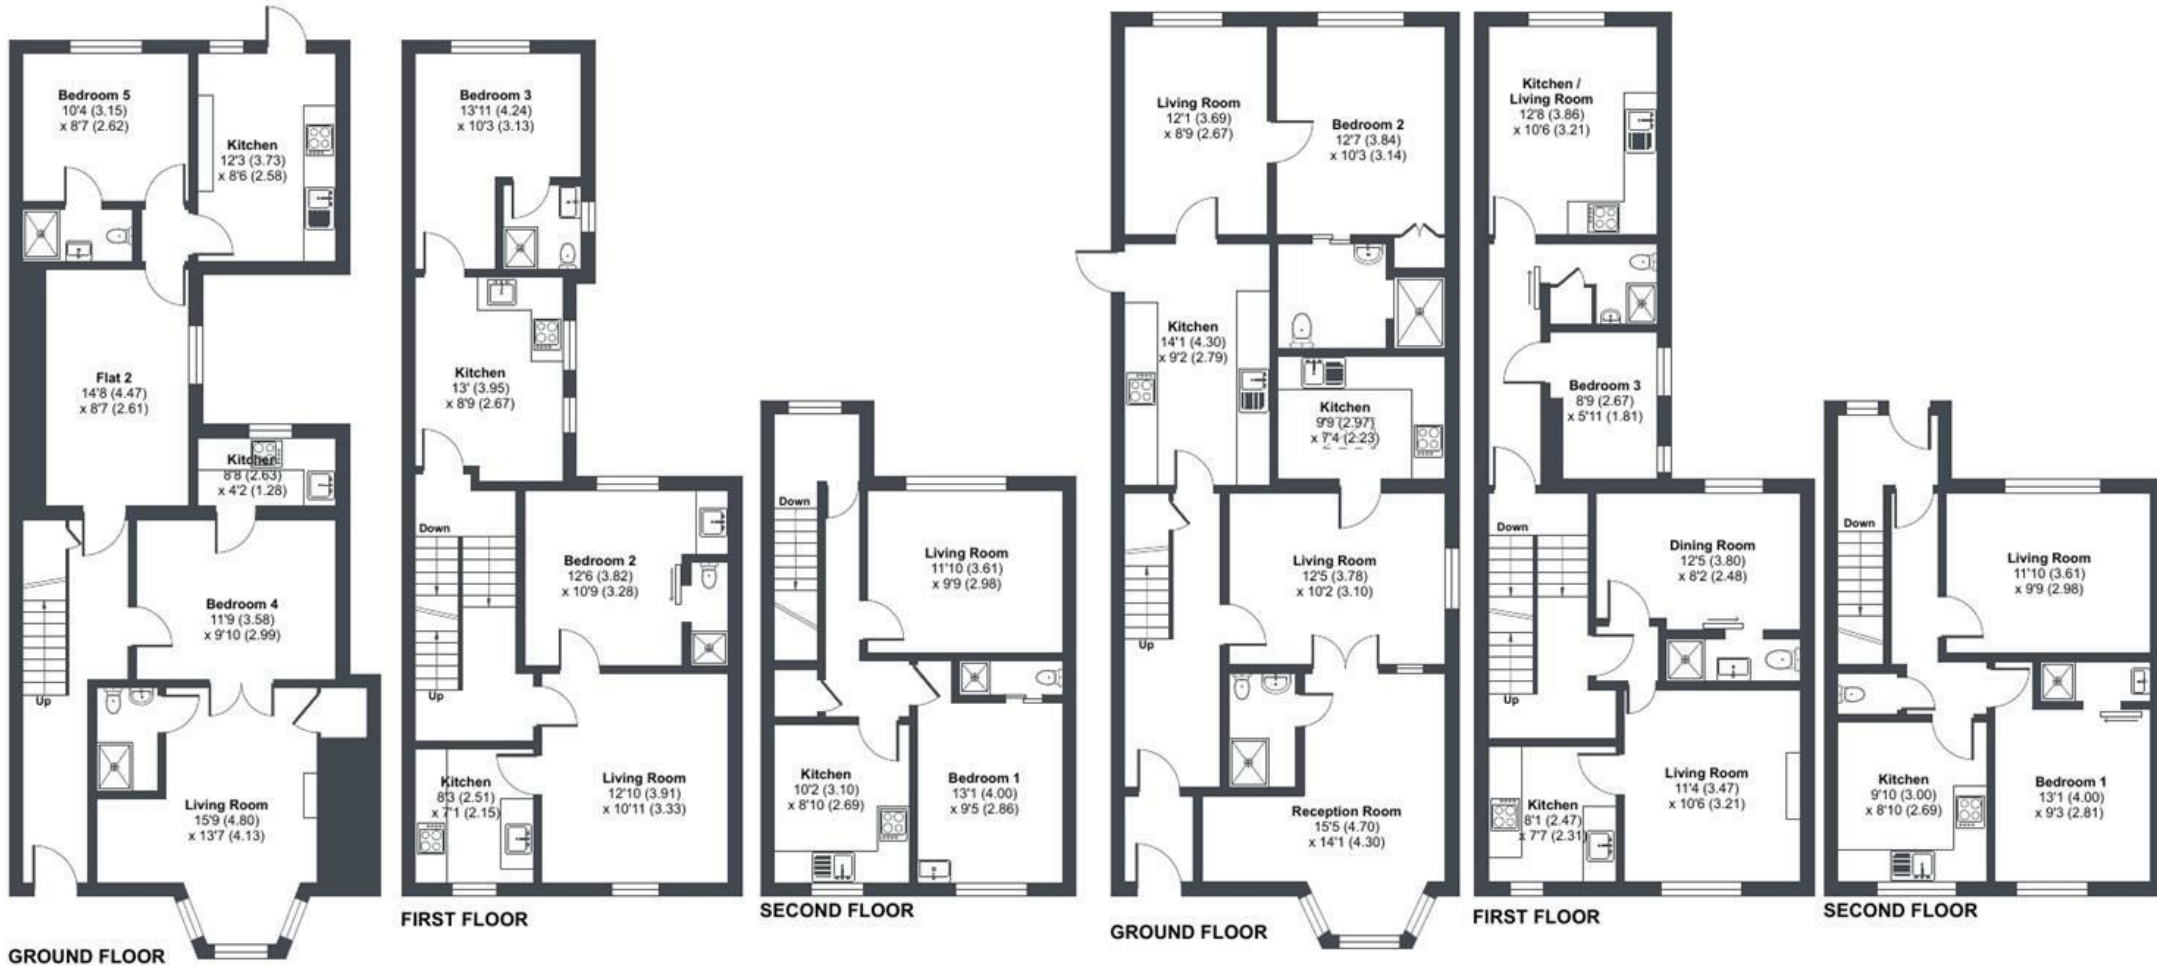 Bedroom 5
10'4 (3.15)
x 8'7 (2.62)
Kitchen
12'3 (3.73)
x 8'6 (2.58)
Flat 2
14'8 (4.47)
x 8'7 (2.61)
Kitchen
8'8 (2.63)
x 4'2 (1.28)
Bedroom 4
11'9 (3.58)
x 9'10 (2.99)
Up
Living Room
15'9 (4.80)
x 13'7 (4.13)
GROUND FLOOR
Bedroom 3
13'11 (4.24)
x 10'3 (3.13)
Kitchen
13' (3.95)
x 8'9 (2.67)
Down
Bedroom 2
12'6 (3.82)
x 10'9 (3.28)
Up
Kitchen
8'3 (2.51)
x 7'1 (2.15)
Living Room
12'10 (3.91)
x 10'11 (3.33)
FIRST FLOOR
Down
Living Room
11'10 (3.61)
x 9'9 (2.98)
Kitchen
10'2 (3.10)
x 8'10 (2.69)
Bedroom 1
13'1 (4.00)
x 9'5 (2.86)
SECOND FLOOR
Living Room
12'1 (3.69)
x 8'9 (2.67)
Bedroom 2
12'7 (3.84)
x 10'3 (3.14)
Kitchen
14'1 (4.30)
x 9'2 (2.79)
Kitchen
9'9 (2.97)
x 7'4 (2.23)
Living Room
12'5 (3.78)
x 10'2 (3.10)
Up
Reception Room
15'5 (4.70)
x 14'1 (4.30)
GROUND FLOOR
Kitchen /
Living Room
12'8 (3.86)
x 10'6 (3.21)
Bedroom 3
8'9 (2.67)
x 5'11 (1.81)
Down
Dining Room
12'5 (3.80)
x 8'2 (2.48)
Up
Kitchen
8'1 (2.47)
x 7'7 (2.31)
Living Room
11'4 (3.47)
x 10'6 (3.21)
FIRST FLOOR
Down
Living Room
11'10 (3.61)
x 9'9 (2.98)
Kitchen
9'10 (3.00)
x 8'10 (2.69)
Bedroom 1
13'1 (4.00)
x 9'3 (2.81)
SECOND FLOOR